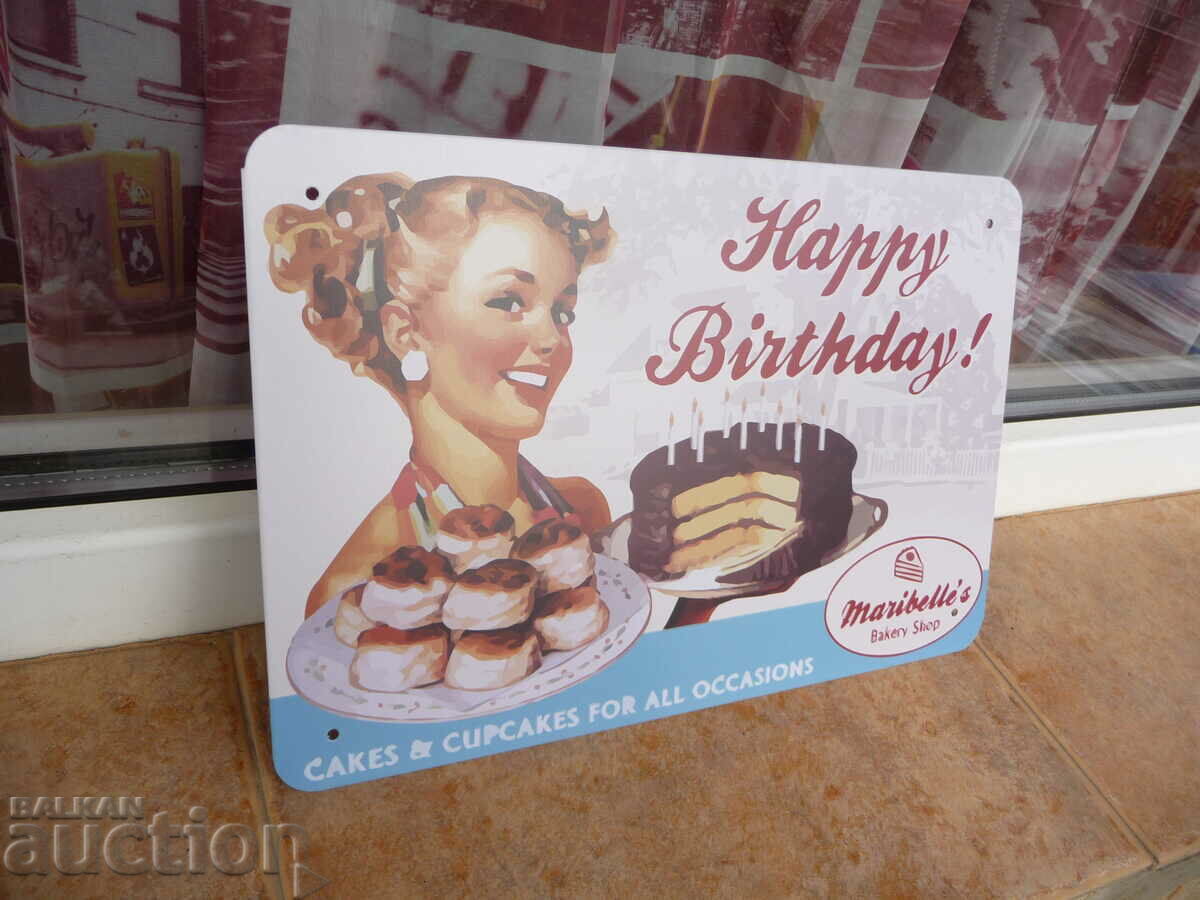 Happy
Birthday!
Maribelle's
Bakery Shop
CAKES & CUPCAKES FOR ALL OCCASIONS
BALKAN
auction